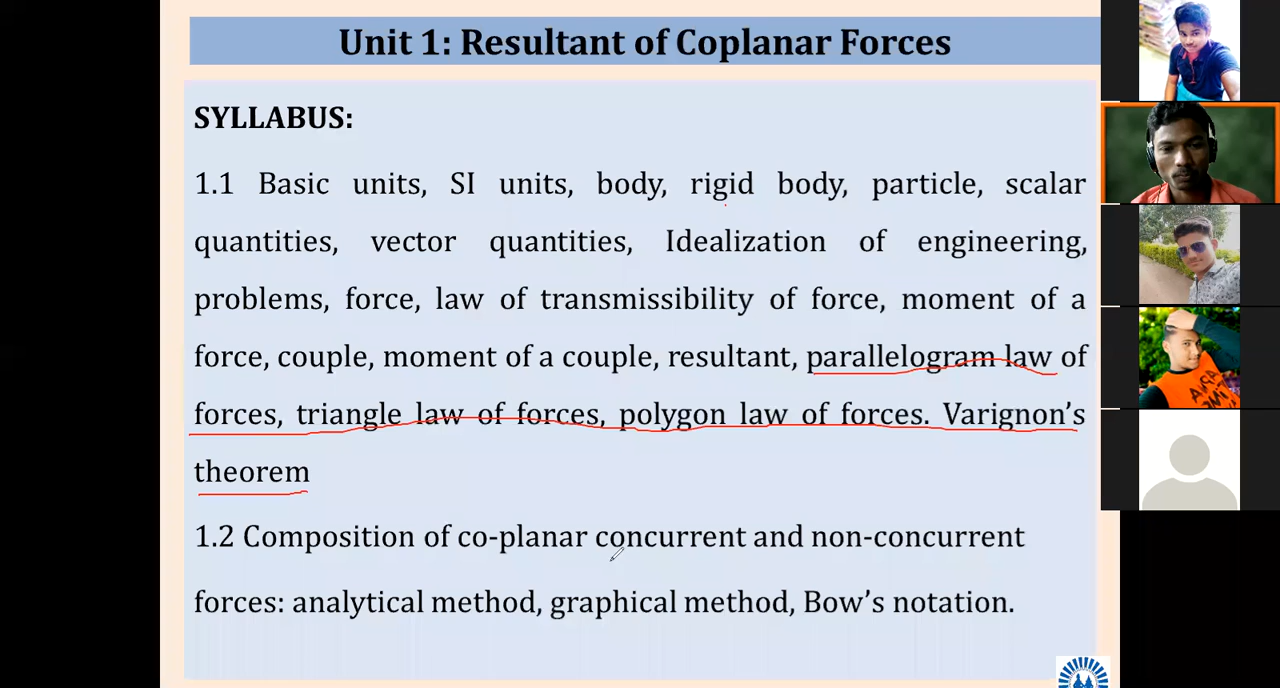 Unit 1: Resultant of Coplanar Forces
SYLLABUS:
1.1 Basic units, SI units, body, rigid body, particle, scalar
quantities, vector quantities, Idealization of engineering,
problems, force, law of transmissibility of force, moment of a
force, couple, moment of a couple, resultant, parallelogram law of
forces, triangle law of forces, polygon law of forces. Varignon's
theorem
1.2 Composition of co-planar concurrent and non-concurrent
forces: analytical method, graphical method, Bow's notation.